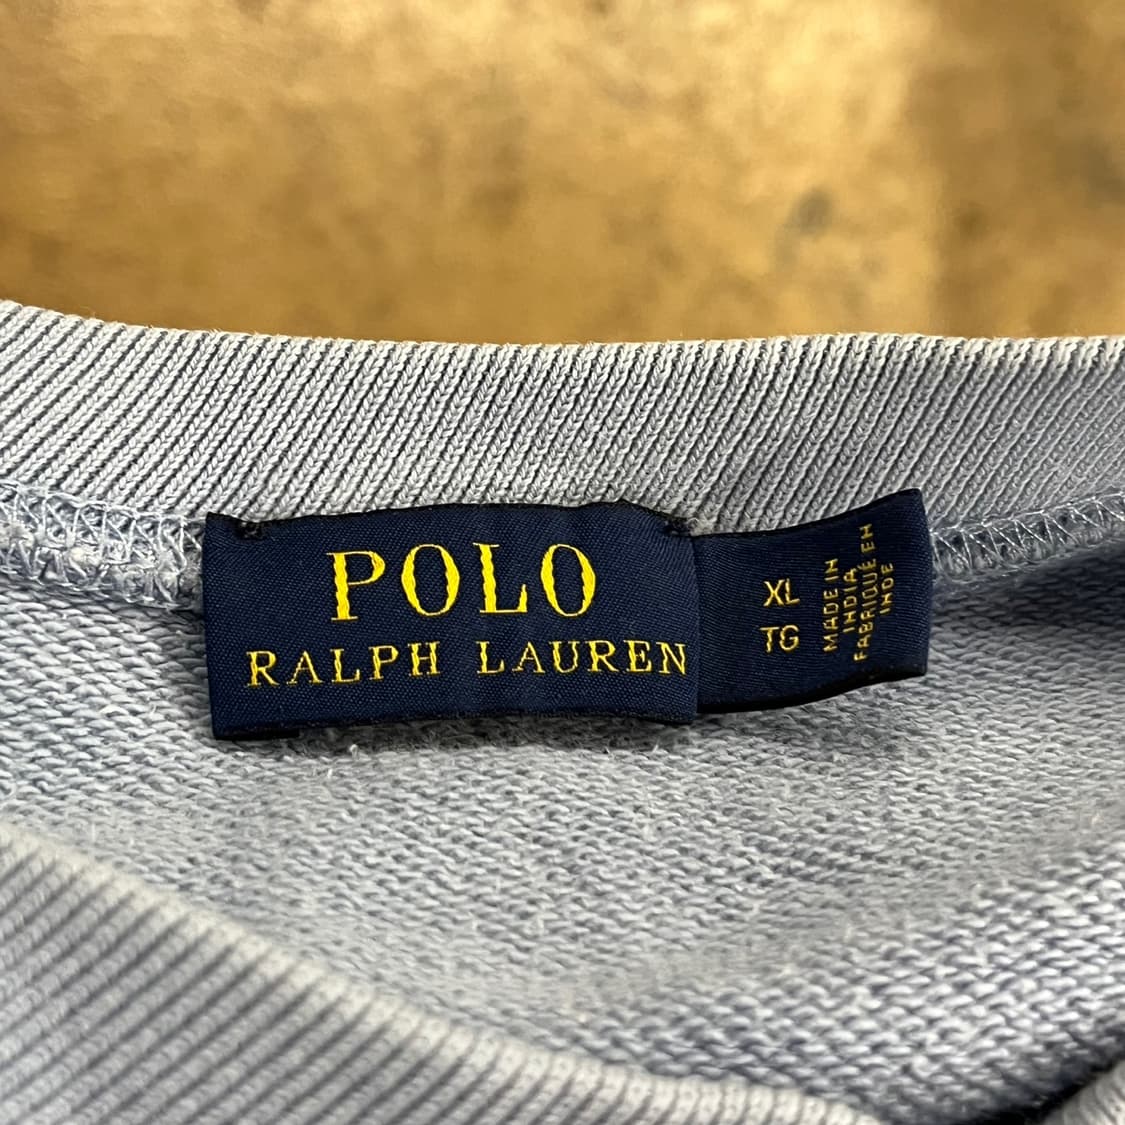 POLO
RALPH LAUREN
XL
TG
MADE IN
INDIA
FABRIQUÉ EN
INDE